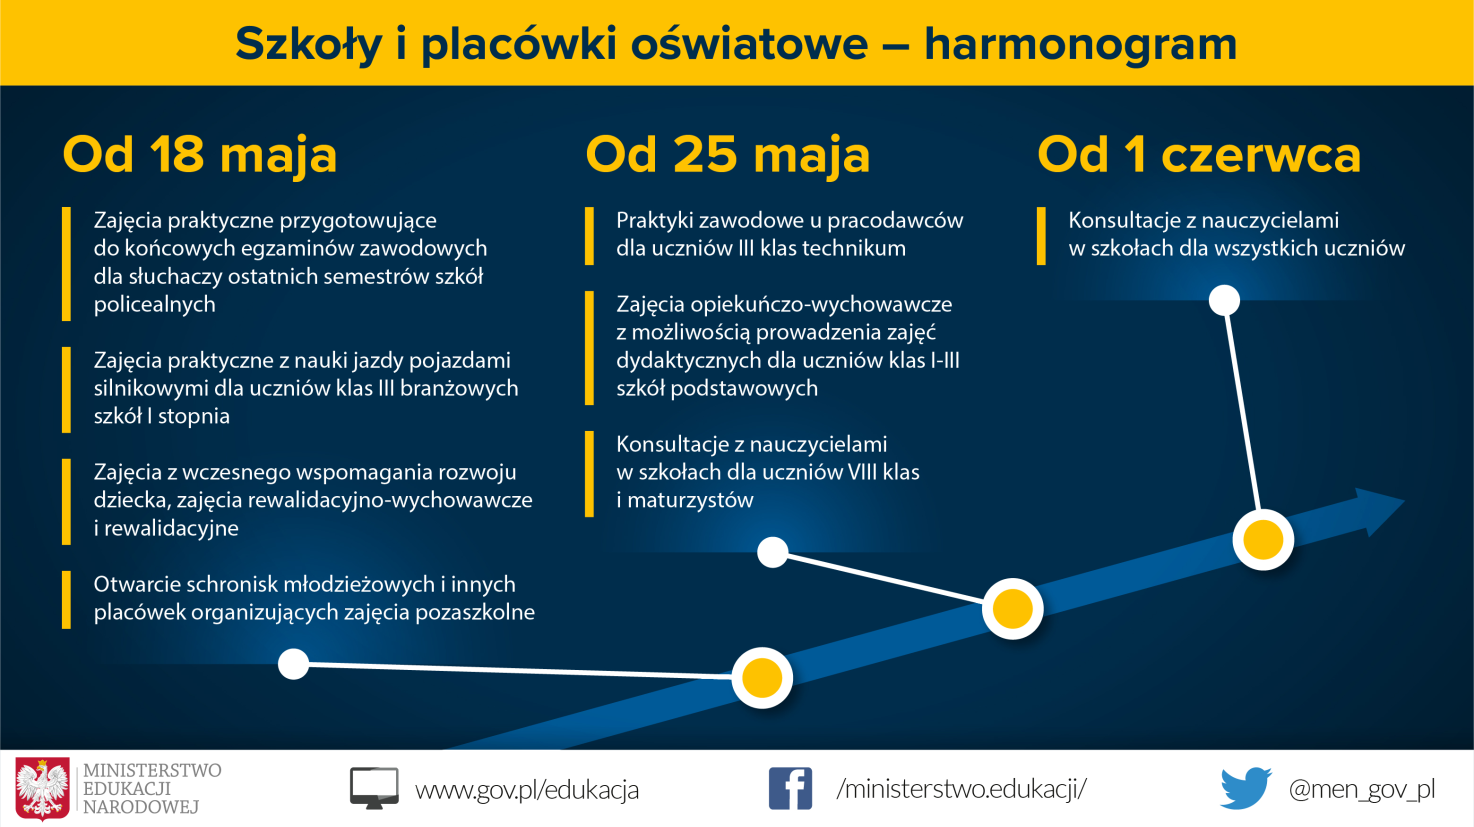 Szkoły i placówki oświatowe – harmonogram
Od 18 maja
Zajęcia praktyczne przygotowujące
do końcowych egzaminów zawodowych
dla słuchaczy ostatnich semestrów szkół
policealnych
Zajęcia praktyczne z nauki jazdy pojazdami
silnikowymi dla uczniów klas III branżowych
szkół I stopnia
Zajęcia z wczesnego wspomagania rozwoju
dziecka, zajęcia rewalidacyjno-wychowawcze
i rewalidacyjne
Otwarcie schronisk młodzieżowych i innych
placówek organizujących zajęcia pozaszkolne
Od 25 maja
Praktyki zawodowe u pracodawców
dla uczniów III klas technikum
Zajęcia opiekuńczo-wychowawcze
z możliwością prowadzenia zajęć
dydaktycznych dla uczniów klas I-III
szkół podstawowych
Konsultacje z nauczycielami
w szkołach dla uczniów VIII klas
i maturzystów
Od 1 czerwca
Konsultacje z nauczycielami
w szkołach dla wszystkich uczniów
MINISTERSTWO
EDUKACJI
NARODOWEJ
www.gov.pl/edukacja
/ministerstwo.edukacji/
@men_gov_pl